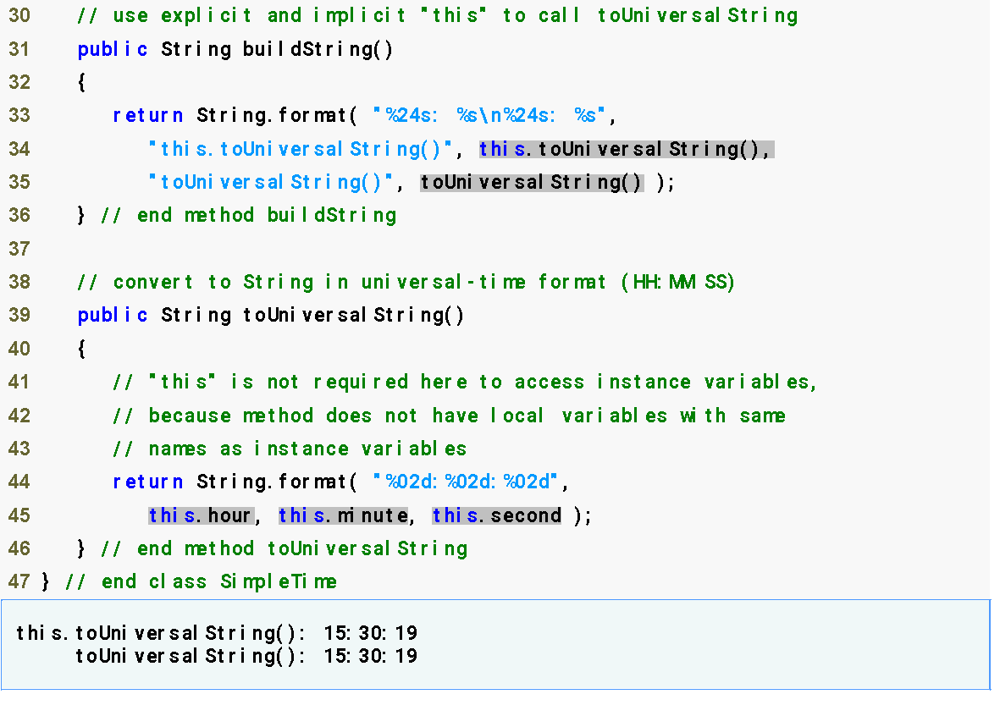 30 // use explicit and implicit "this" to call toUniversalString
31 public String buildString()
32 {
33 return String.format( "%24s: %s\n%24s: %s",
34 "this.toUniversalString()", this.toUniversalString(),
35 "toUniversalString()", toUniversalString() );
36 } // end method buildString
37
38 // convert to String in universal-time format (HH:MM:SS)
39 public String toUniversalString()
40 {
41 // "this" is not required here to access instance variables,
42 // because method does not have local variables with same
43 // names as instance variables
44 return String.format( "%02d:%02d:%02d",
45 this.hour, this.minute, this.second );
46 } // end method toUniversalString
47 } // end class SimpleTime
this.toUniversalString(): 15:30:19
toUniversalString(): 15:30:19